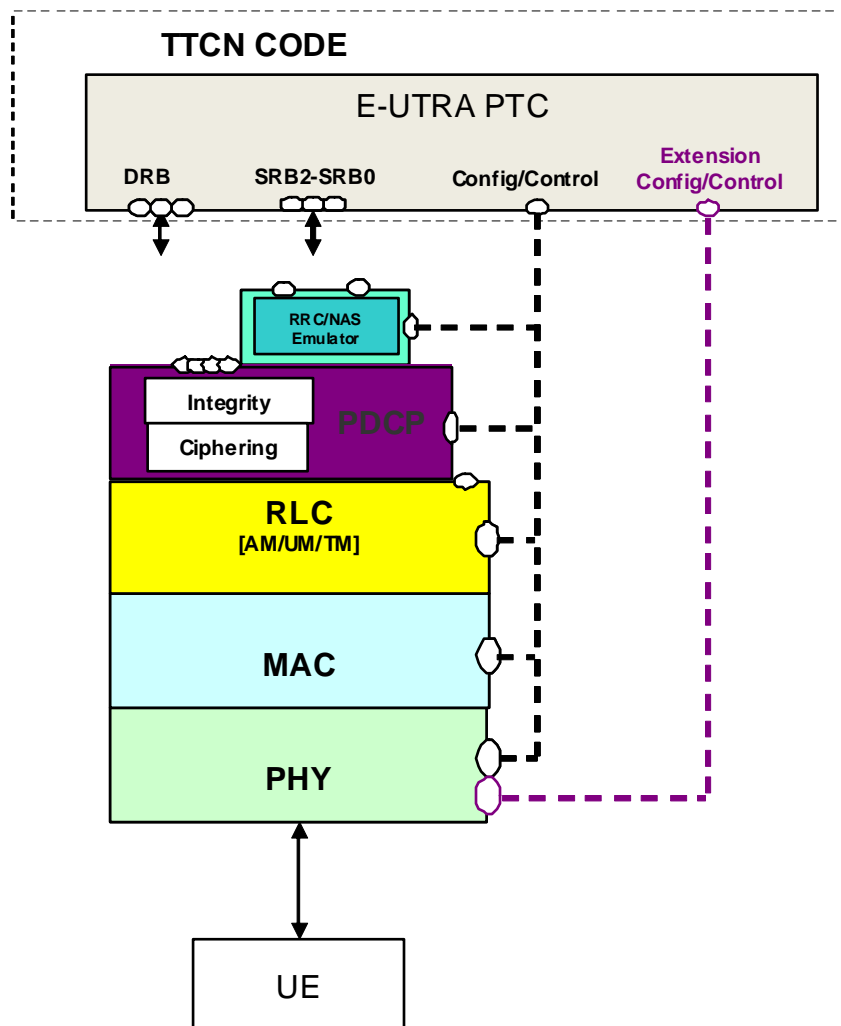 TTCN CODE
E-UTRA PTC
DRB
SRB2-SRB0
Config/Control
Extension
Config/Control
RRC/NAS
Emulator
Integrity
Ciphering
PDCP
RLC
[AM/UM/TM]
MAC
PHY
UE